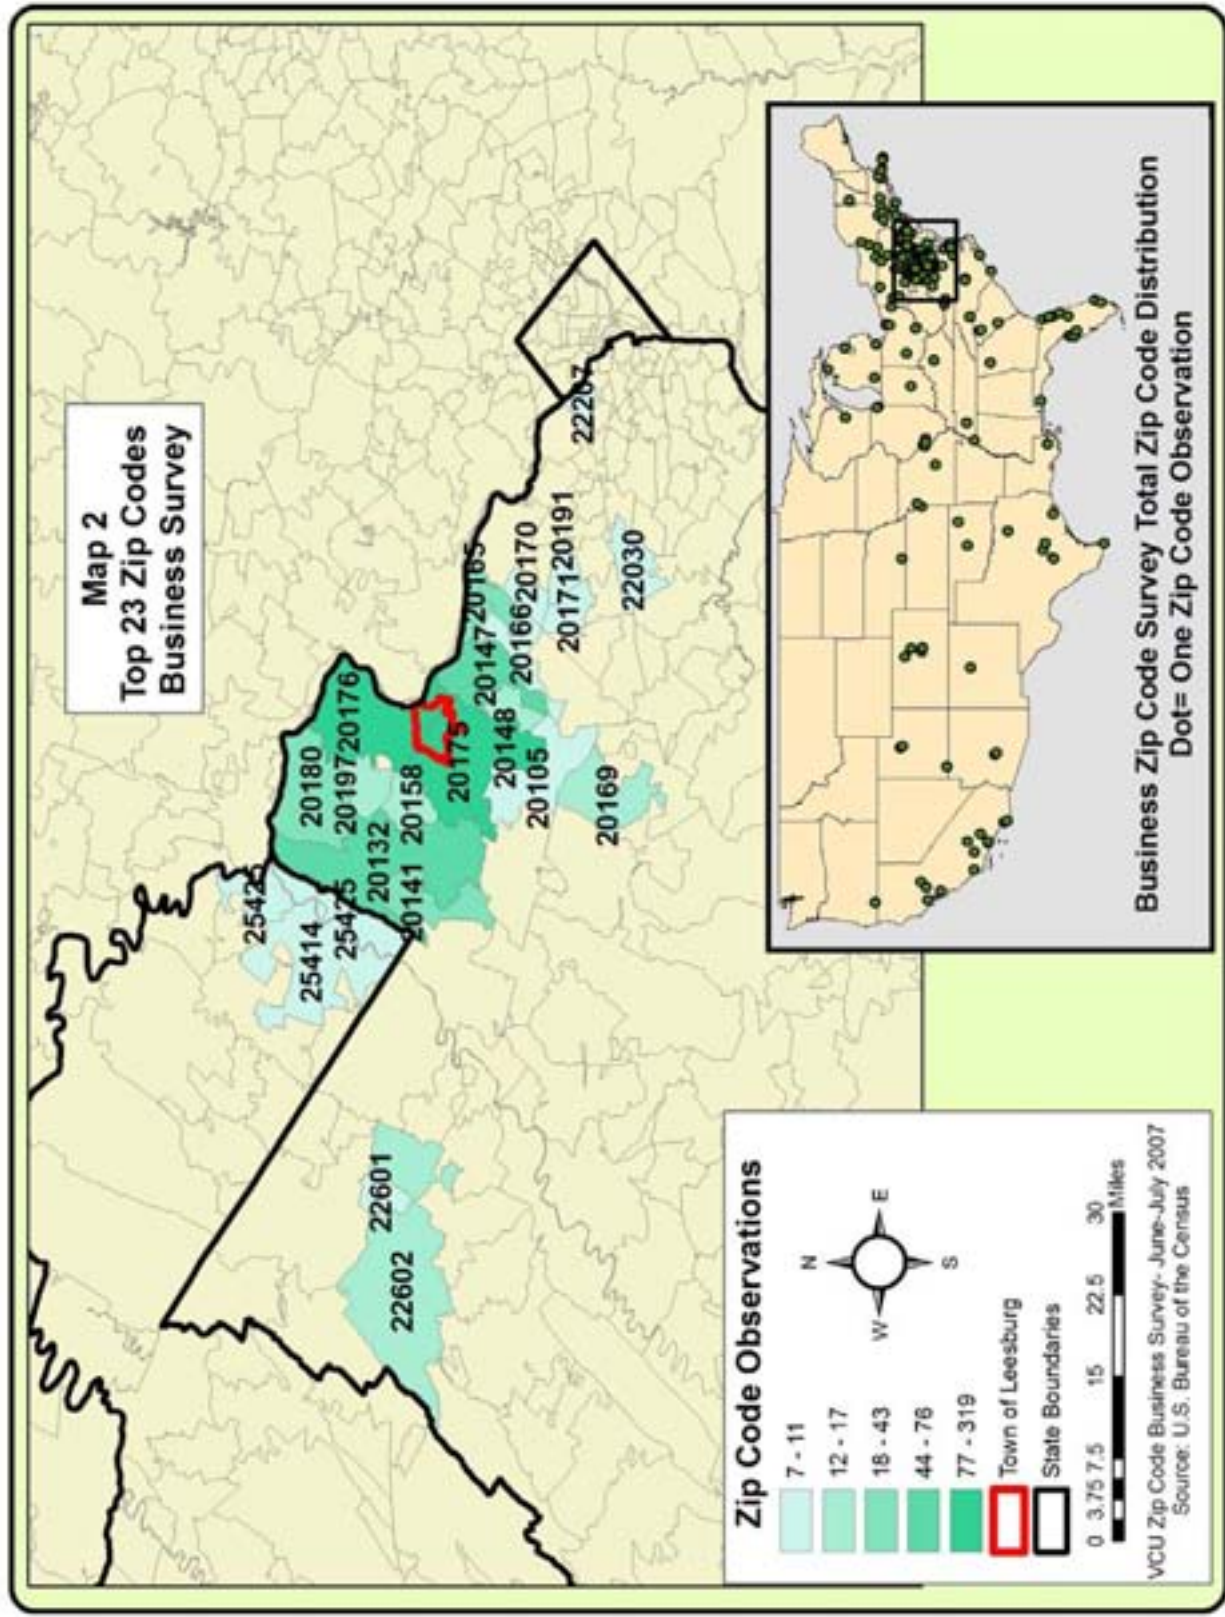 Map 2
Top 23 Zip Codes
Business Survey
25425
25414
25425
20180
20197
20176
20132
20158
20141
20175
20165
20147
20166
20170
20148
20171
20191
20105
22030
20169
22207
22601
22602
Zip Code Observations
7 - 11
12 - 17
18 - 43
44 - 76
77 - 319
Town of Leesburg
State Boundaries
N
W
E
S
0 3.75 7.5 15 22.5 30
Miles
VCU Zip Code Business Survey- June-July 2007
Source: U.S. Bureau of the Census
Business Zip Code Survey Total Zip Code Distribution
Dot= One Zip Code Observation